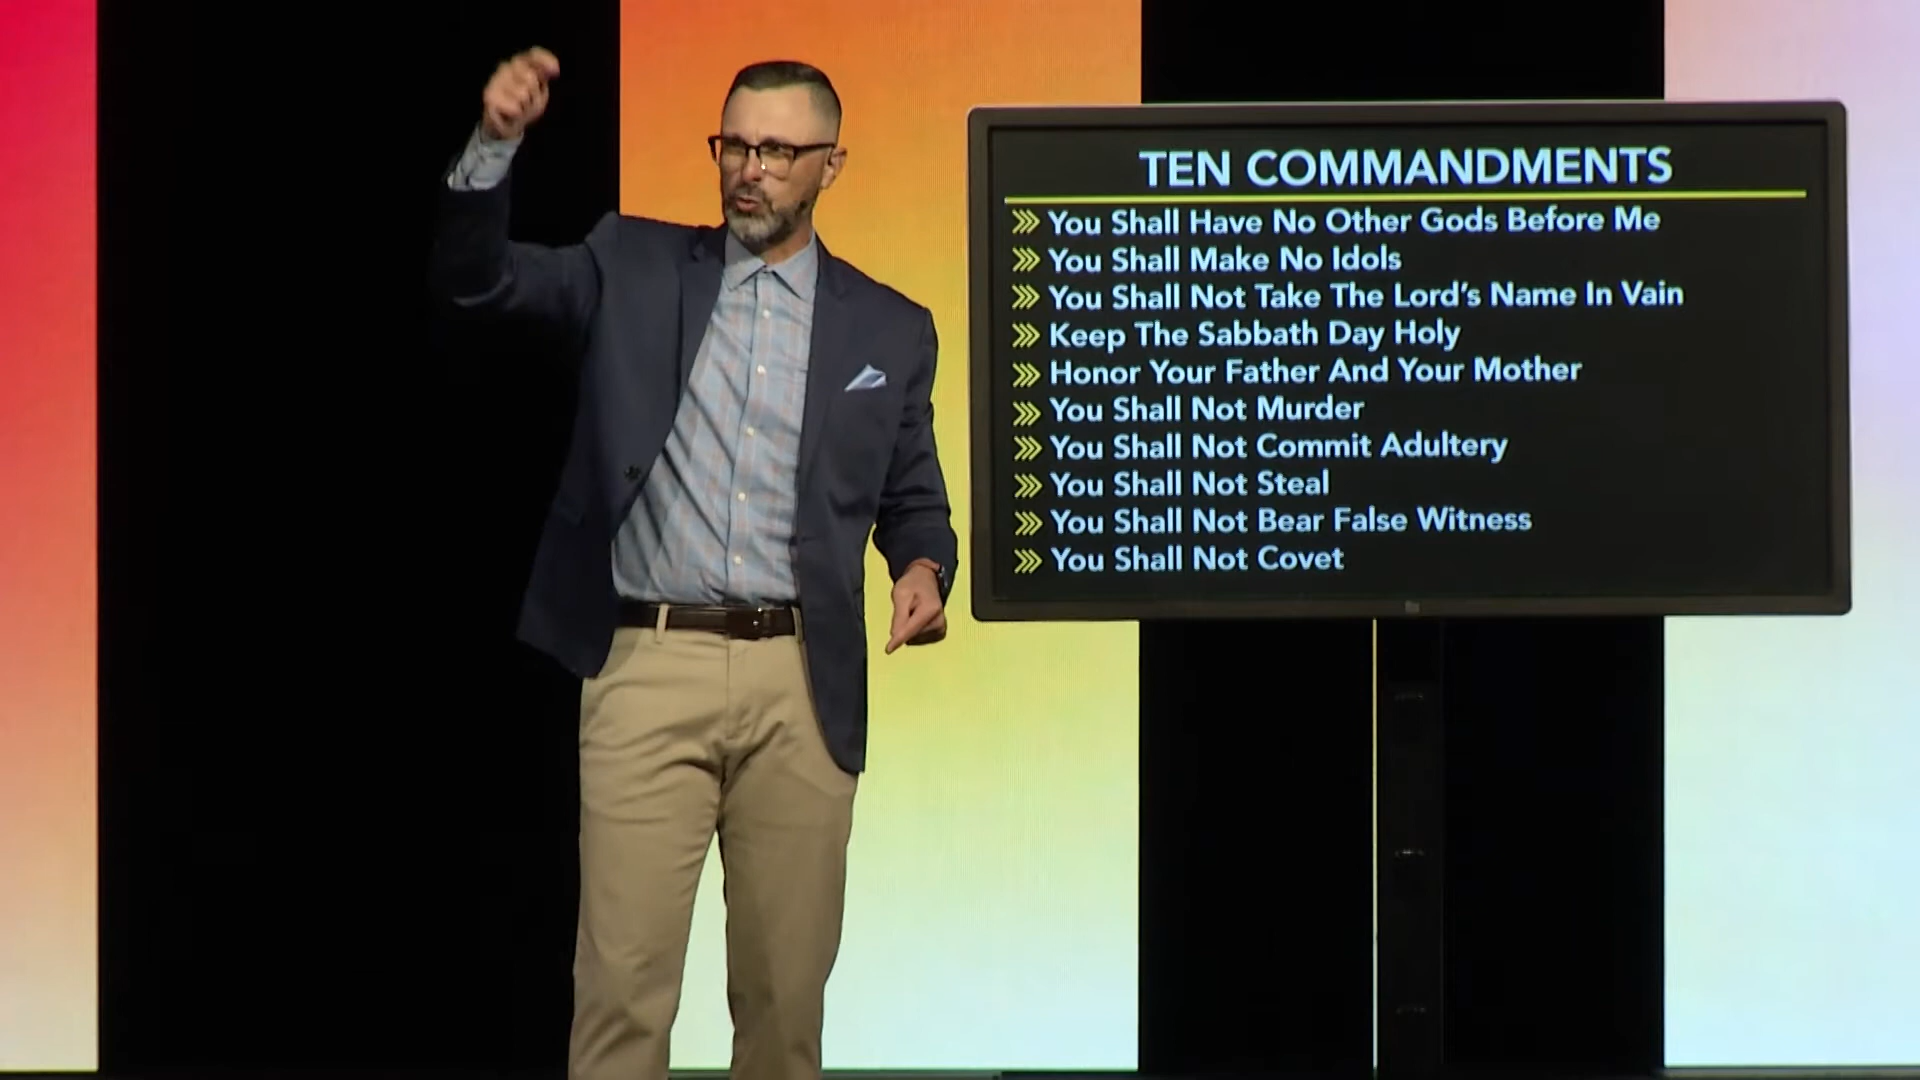 TEN COMMANDMENTS
You Shall Have No Other Gods Before Me
You Shall Make No Idols
You Shall Not Take The Lord's Name In Vain
Keep The Sabbath Day Holy
Honor Your Father And Your Mother
You Shall Not Murder
You Shall Not Commit Adultery
You Shall Not Steal
You Shall Not Bear False Witness
You Shall Not Covet